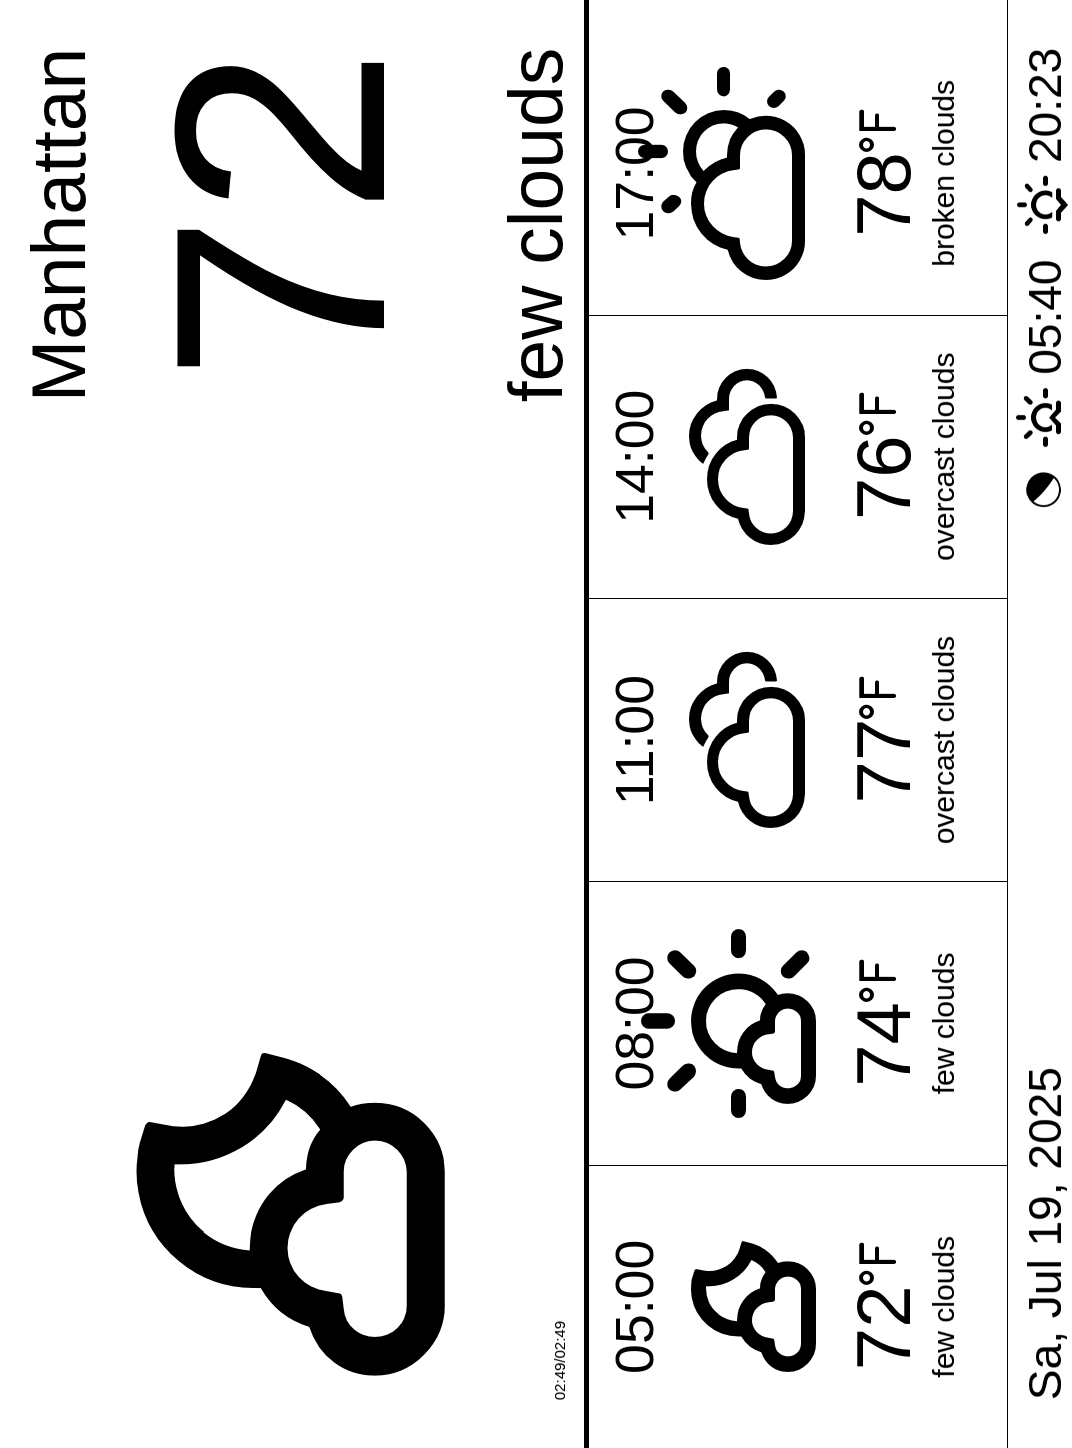 Manhattan
72
few clouds
02:49/02:49
05:00
72°F
few clouds
08:00
74°F
few clouds
11:00
77°F
overcast clouds
14:00
76°F
overcast clouds
17:00
78°F
broken clouds
Sa, Jul 19, 2025
05:40
20:23